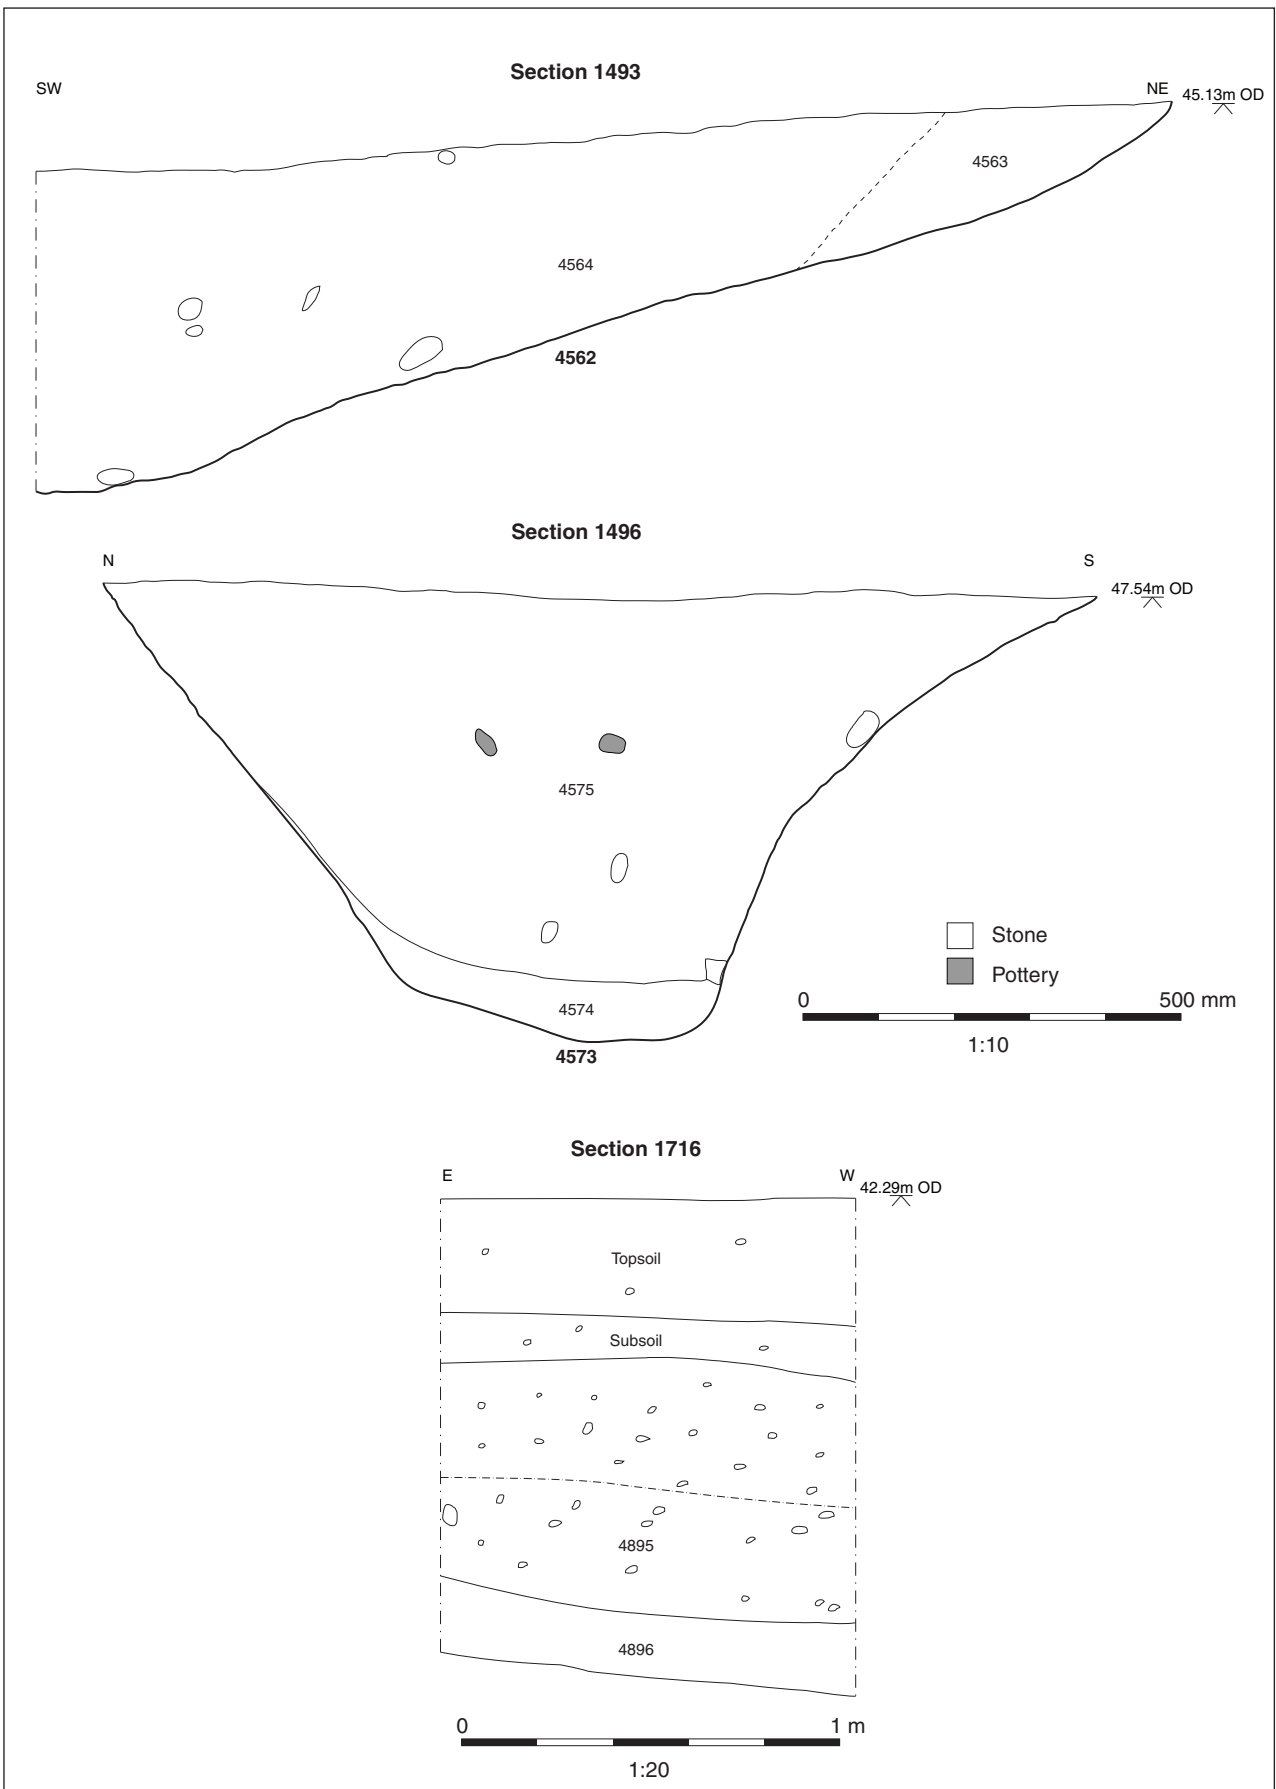 Section 1493
SW
NE
45.13m OD
4563
4564
4562
Section 1496
N
S
47.54m OD
4575
Stone
Pottery
0
500 mm
4574
1:10
4573
Section 1716
E
W
42.29m OD
Topsoil
Subsoil
4895
4896
0
1 m
1:20